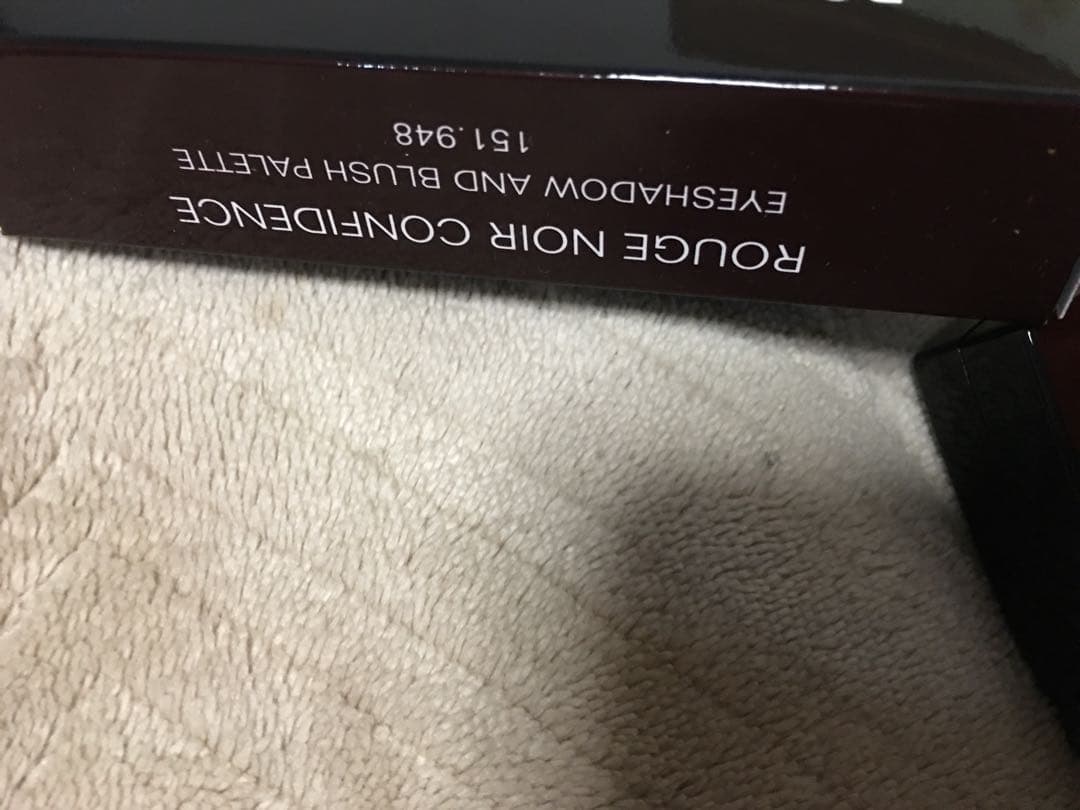 ROUGE NOIR CONFIDENCE
EYESHADOW AND BLUSH PALETTE
151.948